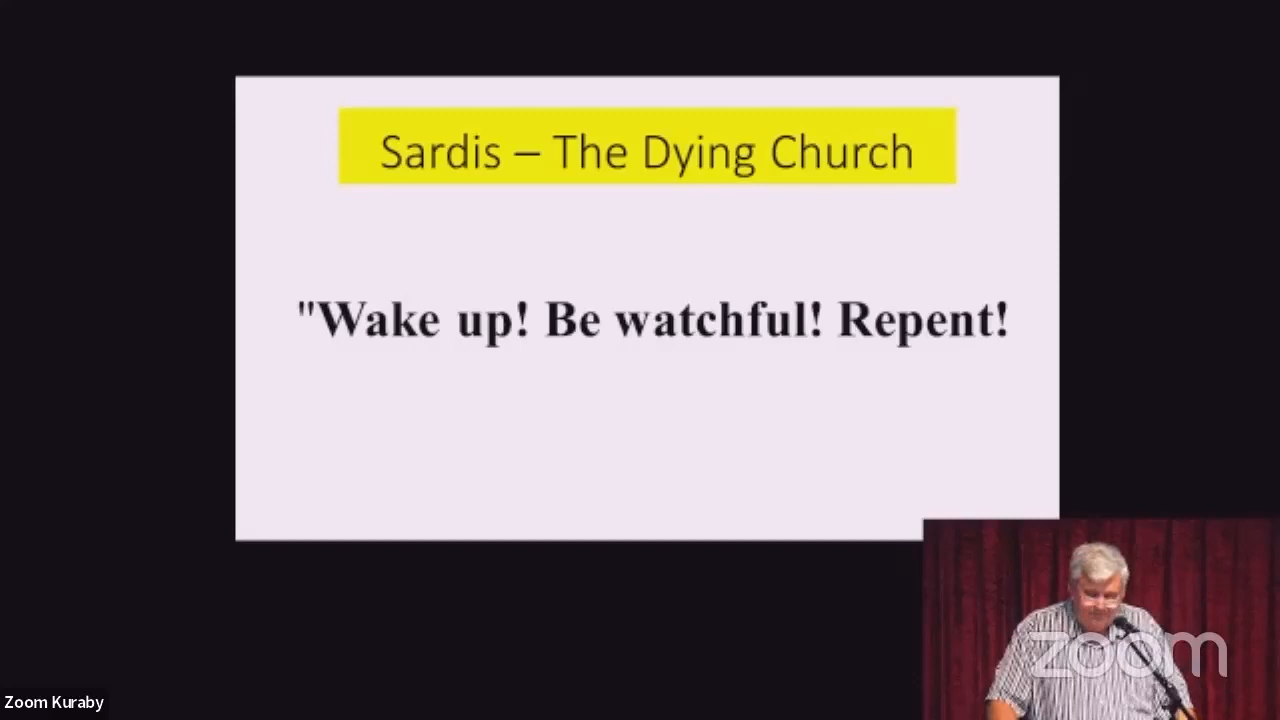 Sardis – The Dying Church
"Wake up! Be watchful! Repent!
zoom
Zoom Kuraby